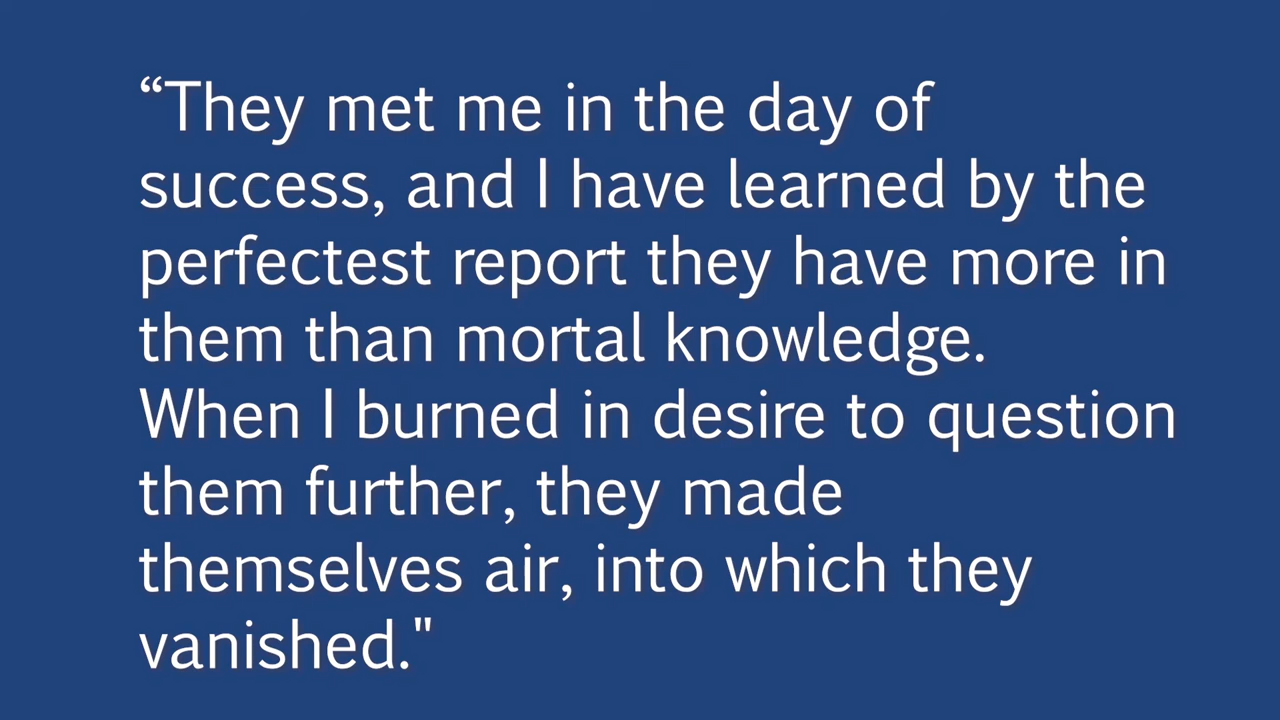 “They met me in the day of
success, and I have learned by the
perfectest report they have more in
them than mortal knowledge.
When I burned in desire to question
them further, they made
themselves air, into which they
vanished."